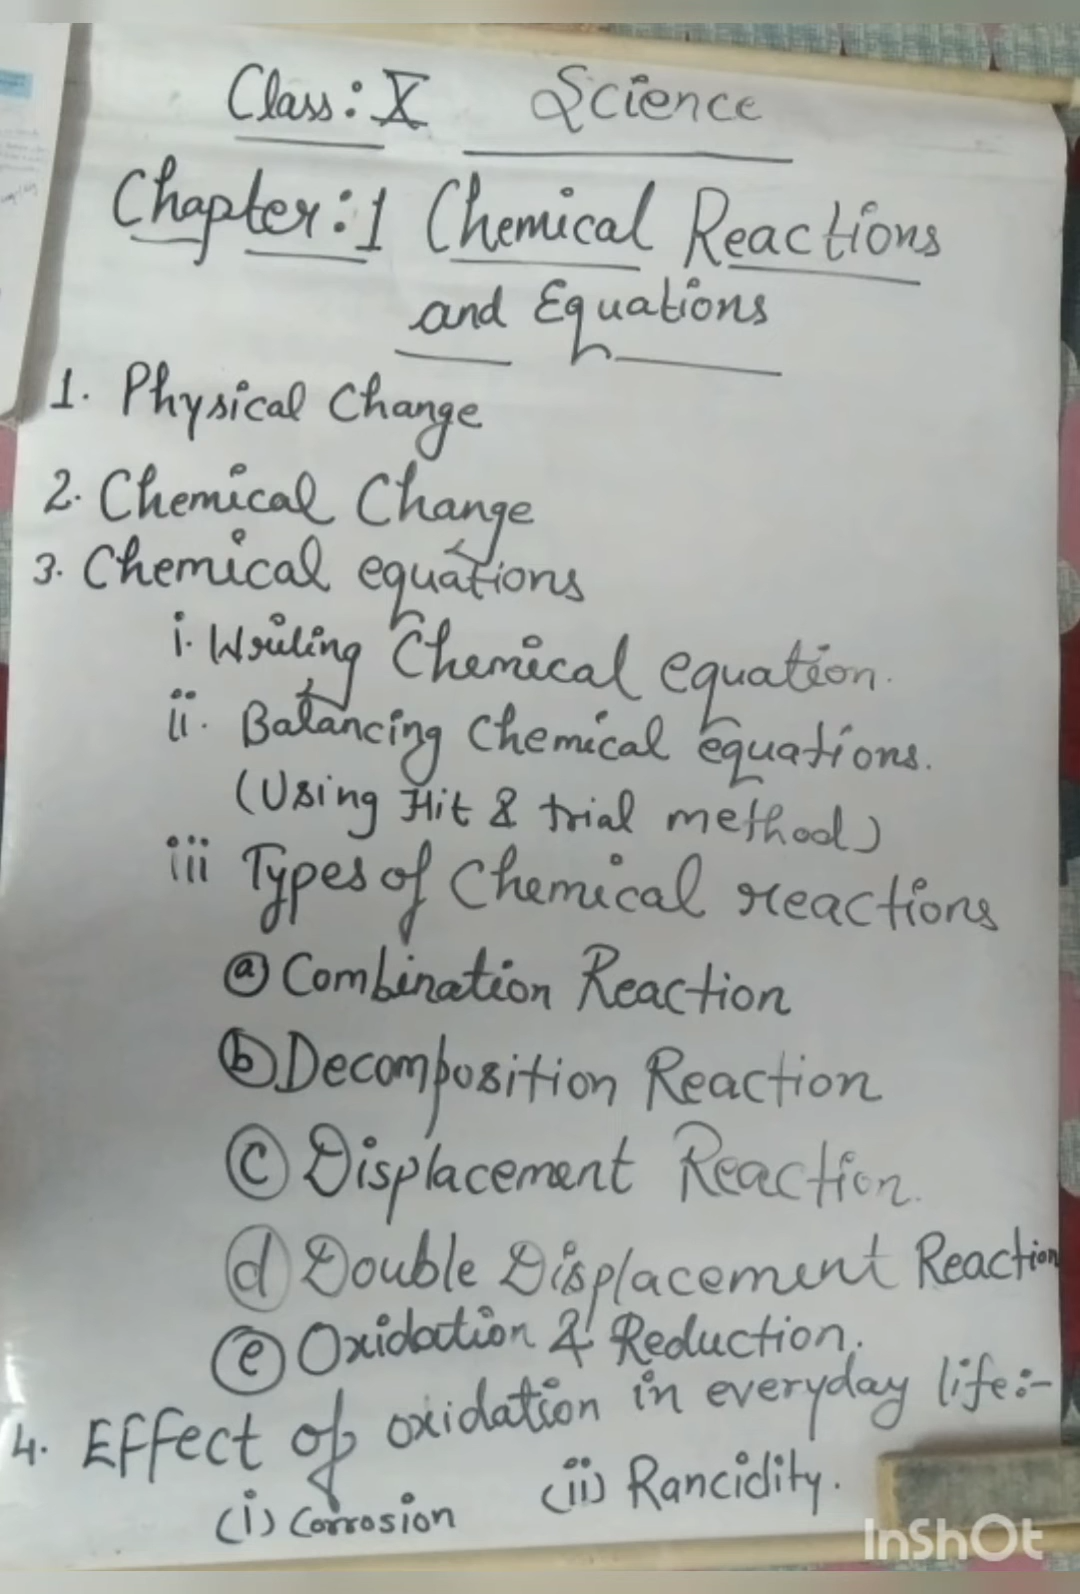 Class: X Science
Chapter: 1 Chemical Reactions
and Equations
1. Physical Change
2. Chemical Change
3. Chemical equations
i. Writing Chemical equation.
ii. Balancing Chemical equations.
(Using Hit & trial method)
iii Types of Chemical reactions
(a) Combination Reaction
(b) Decomposition Reaction
(c) Displacement Reaction.
(d) Double Displacement Reaction
(e) Oxidation & Reduction.
4. Effect of oxidation in everyday life:-
(i) Corrosion (ii) Rancidity.
InShOt